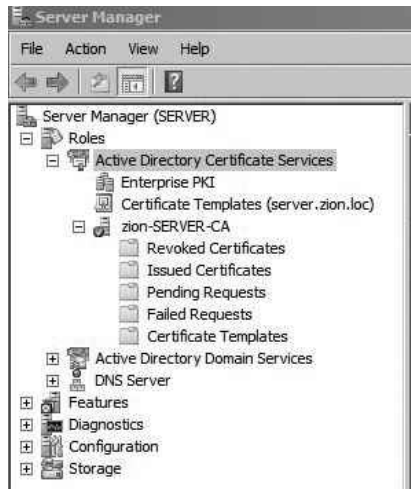 Server Manager
File Action View Help
Server Manager (SERVER)
Roles
Active Directory Certificate Services
Enterprise PKI
Certificate Templates (server.zion.loc)
zion-SERVER-CA
Revoked Certificates
Issued Certificates
Pending Requests
Failed Requests
Certificate Templates
Active Directory Domain Services
DNS Server
Features
Diagnostics
Configuration
Storage